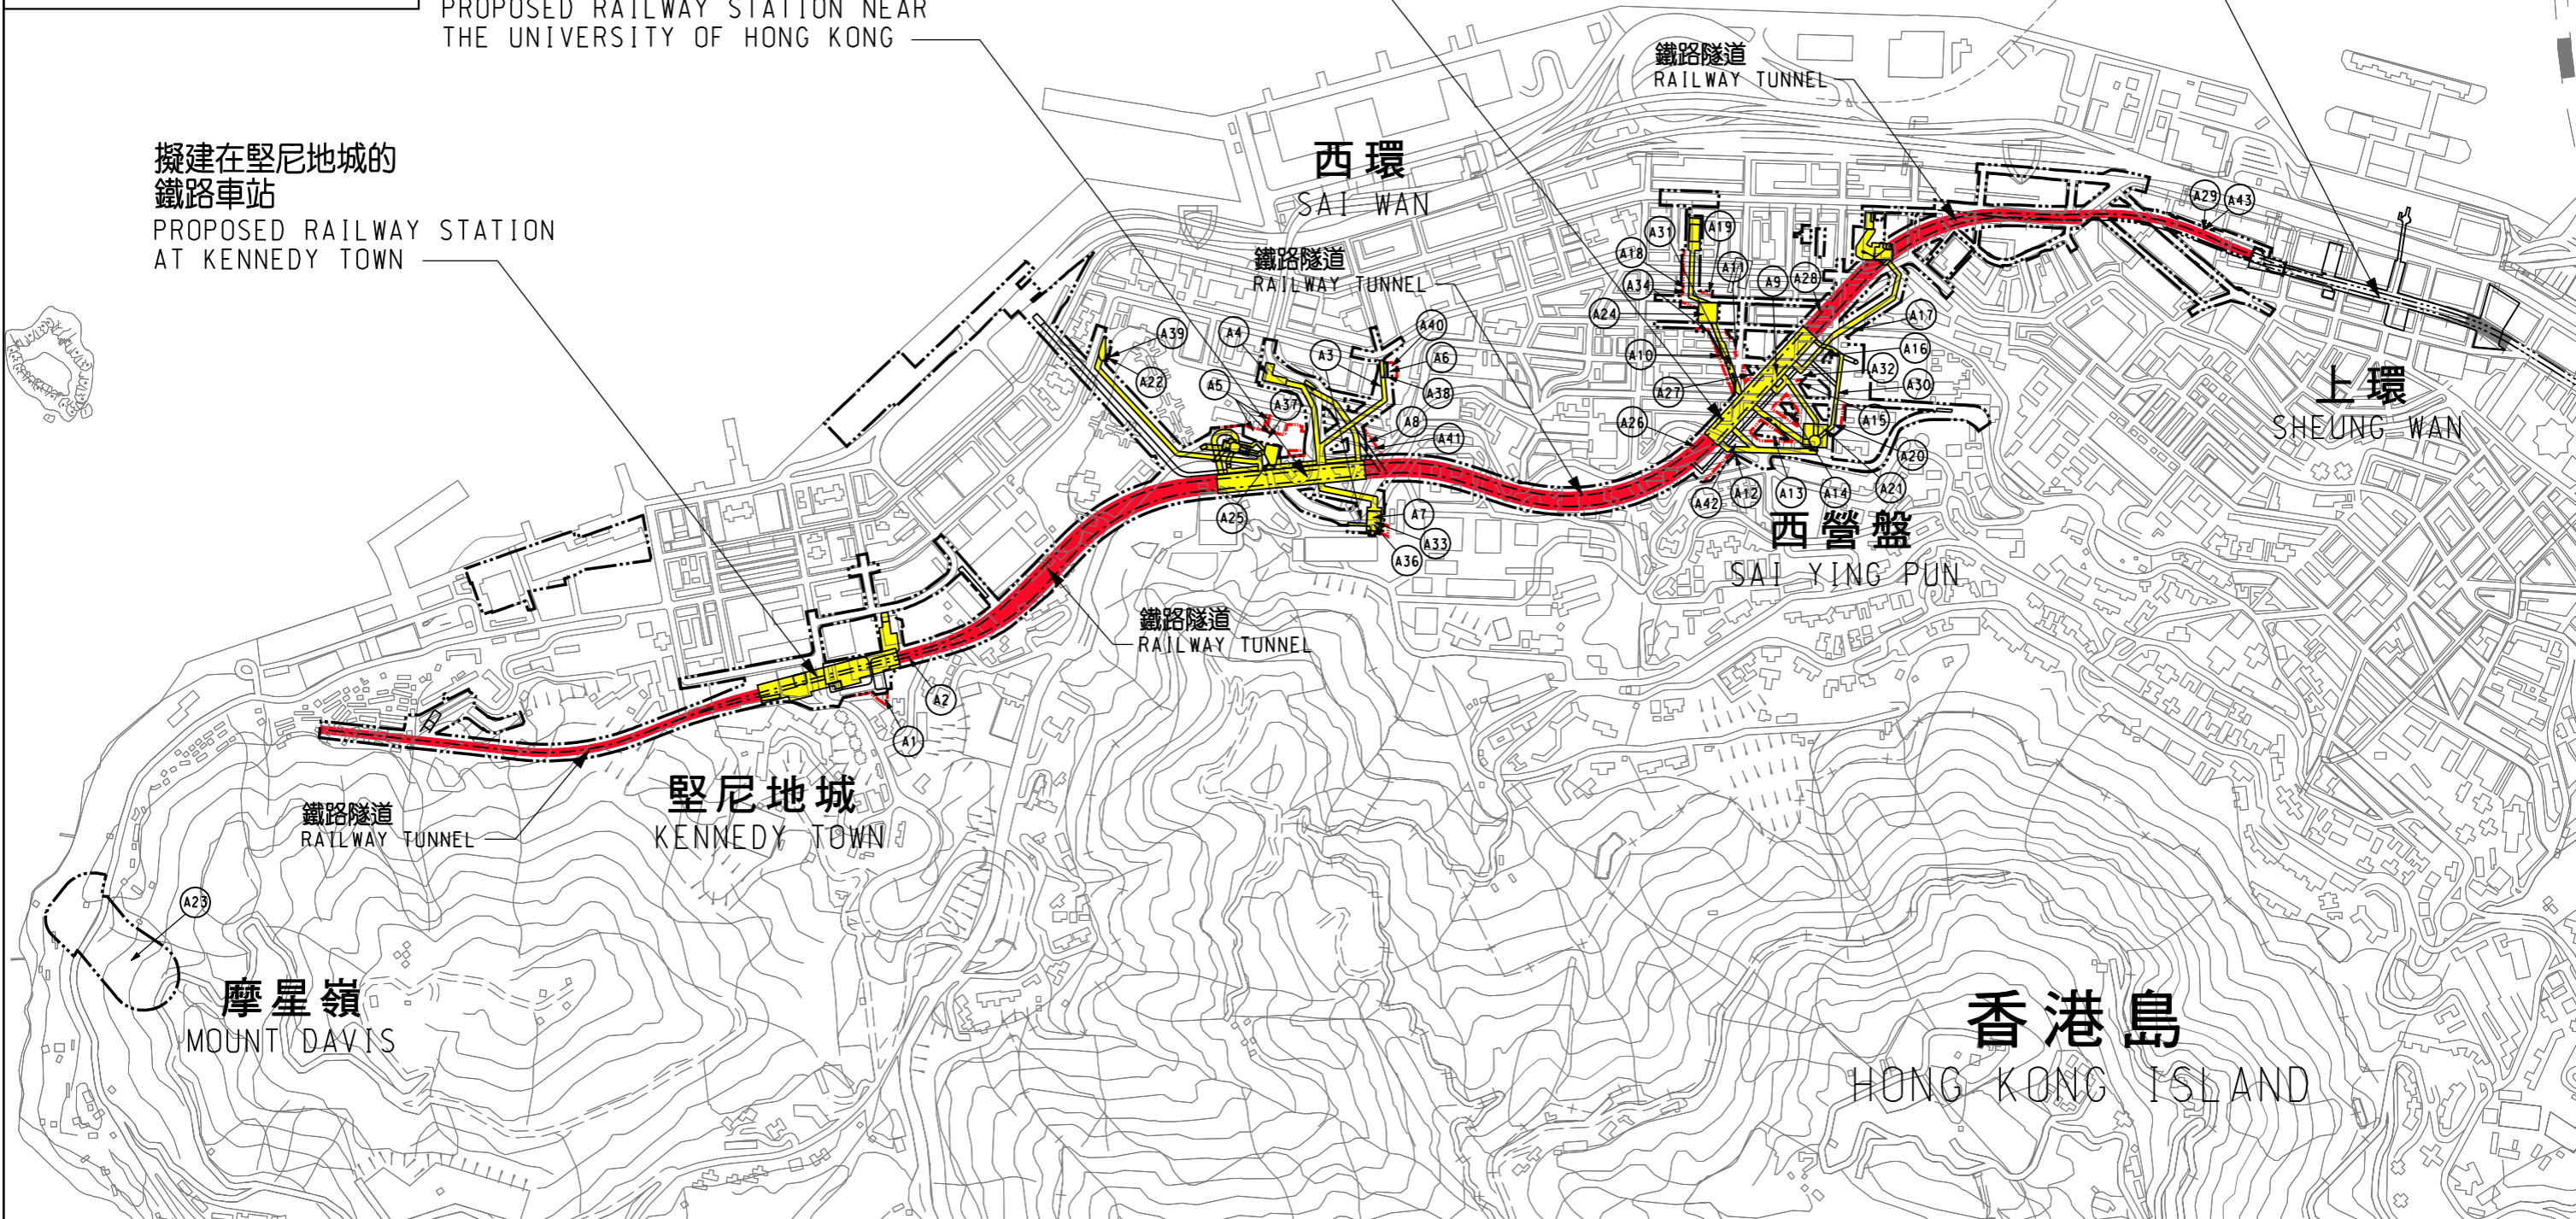 PROPOSED RAILWAY STATION NEAR
THE UNIVERSITY OF HONG KONG
鐵路隧道
RAILWAY TUNNEL
擬建在堅尼地城的
鐵路車站
PROPOSED RAILWAY STATION
AT KENNEDY TOWN
西環
SAI WAN
鐵路隧道
RAILWAY TUNNEL
A29
A43
A31
A19
A18
A11
A34
A9
A28
A24
A17
A10
A16
A27
A32
A30
A26
A15
A20
A21
A42
A12
A13
A14
A39
A22
A4
A3
A40
A6
A5
A37
A38
A8
A41
A25
A7
A33
A36
上環
SHEUNG WAN
西營盤
SAI YING PUN
鐵路隧道
RAILWAY TUNNEL
A2
A1
堅尼地城
KENNEDY TOWN
鐵路隧道
RAILWAY TUNNEL
A23
摩星嶺
MOUNT DAVIS
香港島
HONG KONG ISLAND